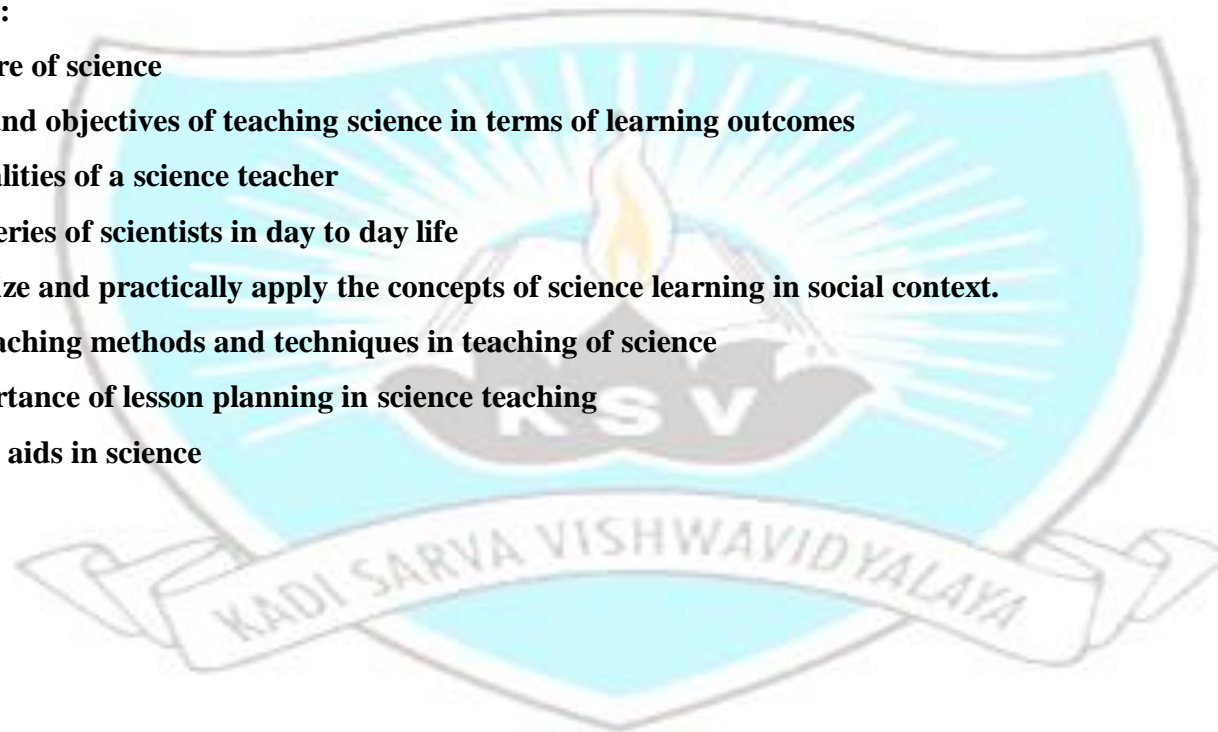 :
re of science
nd objectives of teaching science in terms of learning outcomes
lities of a science teacher
eries of scientists in day to day life
ize and practically apply the concepts of science learning in social context.
aching methods and techniques in teaching of science
rtance of lesson planning in science teaching
aids in science
KSV
KADI SARVA VISHWAVIDYALAYA